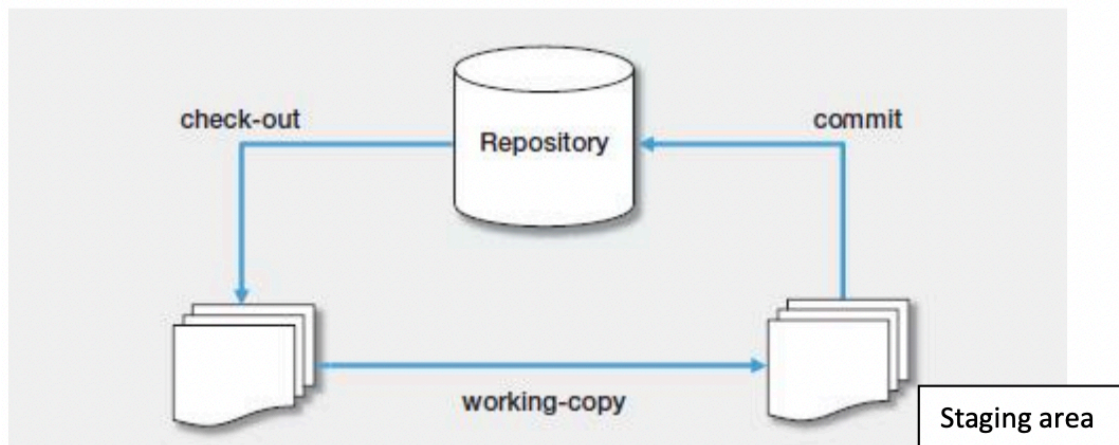 check-out
commit
Repository
working-copy
Staging area